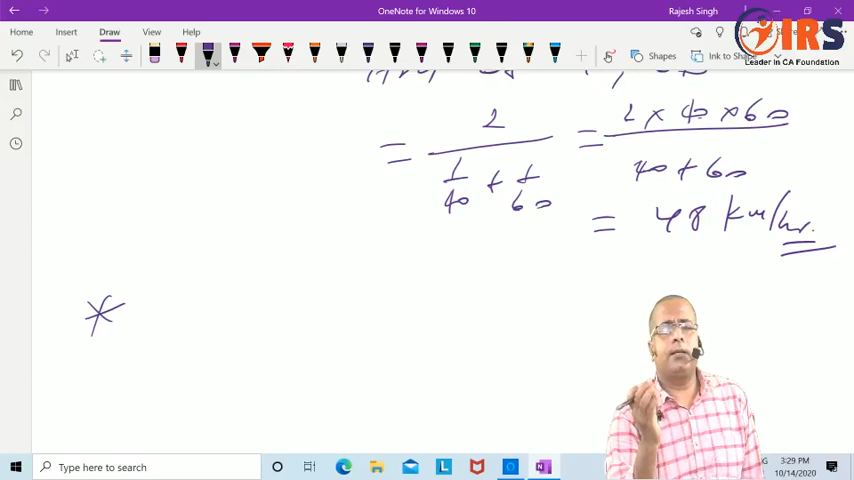 OneNote for Windows 10
Rajesh Singh
IRS
Leader in CA Foundation
Home Insert Draw View Help
Shapes
Ink to Shape
= 2 / (1/40 + 1/60) = 2 × 40 × 60 / 40 + 60
= 48 Km/hr.
*
Type here to search
3:29 PM
10/14/2020